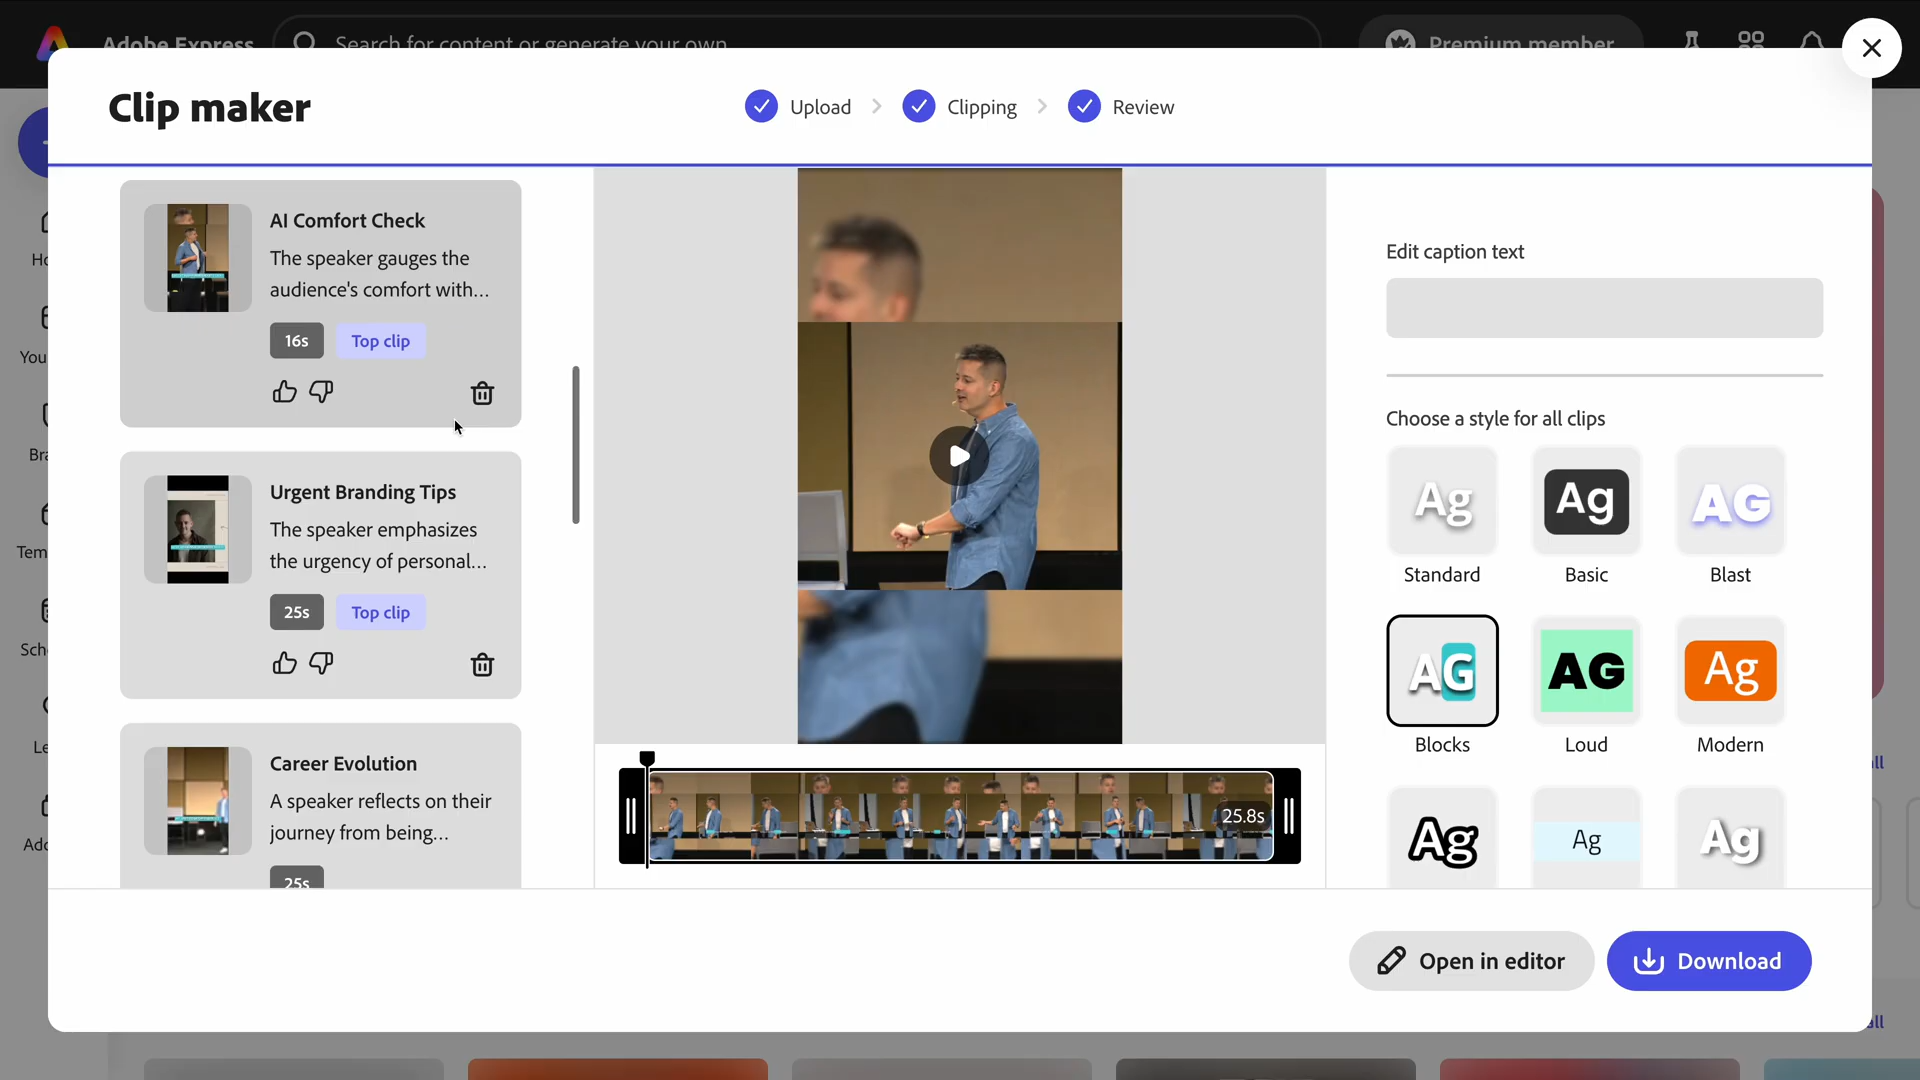 Adobe Express
Search for content or generate your own
Premium member
Clip maker
Upload
Clipping
Review
AI Comfort Check
The speaker gauges the
audience's comfort with...
16s
Top clip
Urgent Branding Tips
The speaker emphasizes
the urgency of personal...
25s
Top clip
Career Evolution
A speaker reflects on their
journey from being...
25s
25.8s
Edit caption text
Choose a style for all clips
Ag
Standard
Ag
Basic
AG
Blast
AG
Blocks
AG
Loud
Ag
Modern
Ag
Ag
Ag
Open in editor
Download